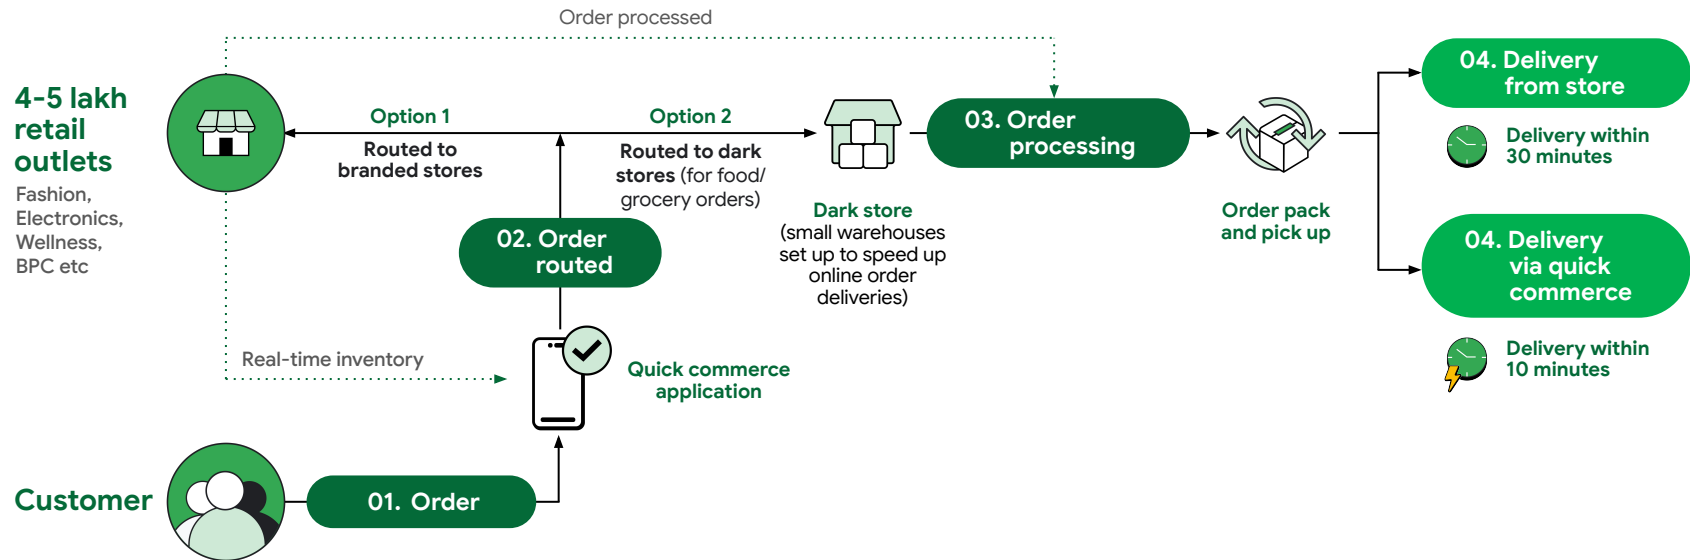 Order processed
4-5 lakh
retail
outlets
Fashion,
Electronics,
Wellness,
BPC etc
Option 1
Routed to
branded stores
Option 2
Routed to dark
stores (for food/
grocery orders)
Dark store
(small warehouses
set up to speed up
online order
deliveries)
03. Order
processing
Order pack
and pick up
04. Delivery
from store
Delivery within
30 minutes
04. Delivery
via quick
commerce
Delivery within
10 minutes
02. Order
routed
Real-time inventory
Quick commerce
application
Customer
01. Order